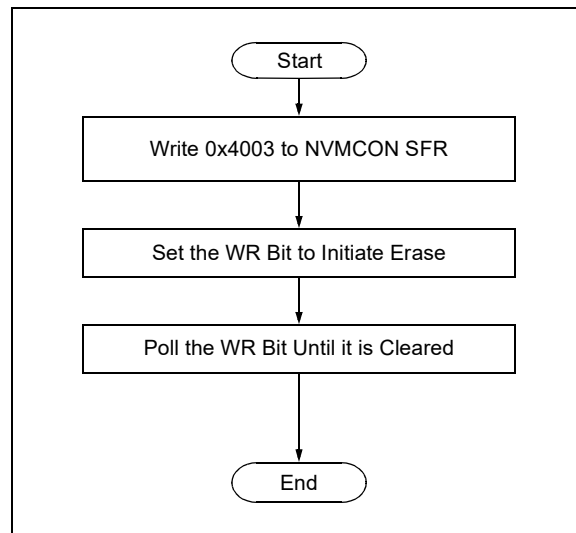 Start
Write 0x4003 to NVMCON SFR
Set the WR Bit to Initiate Erase
Poll the WR Bit Until it is Cleared
End